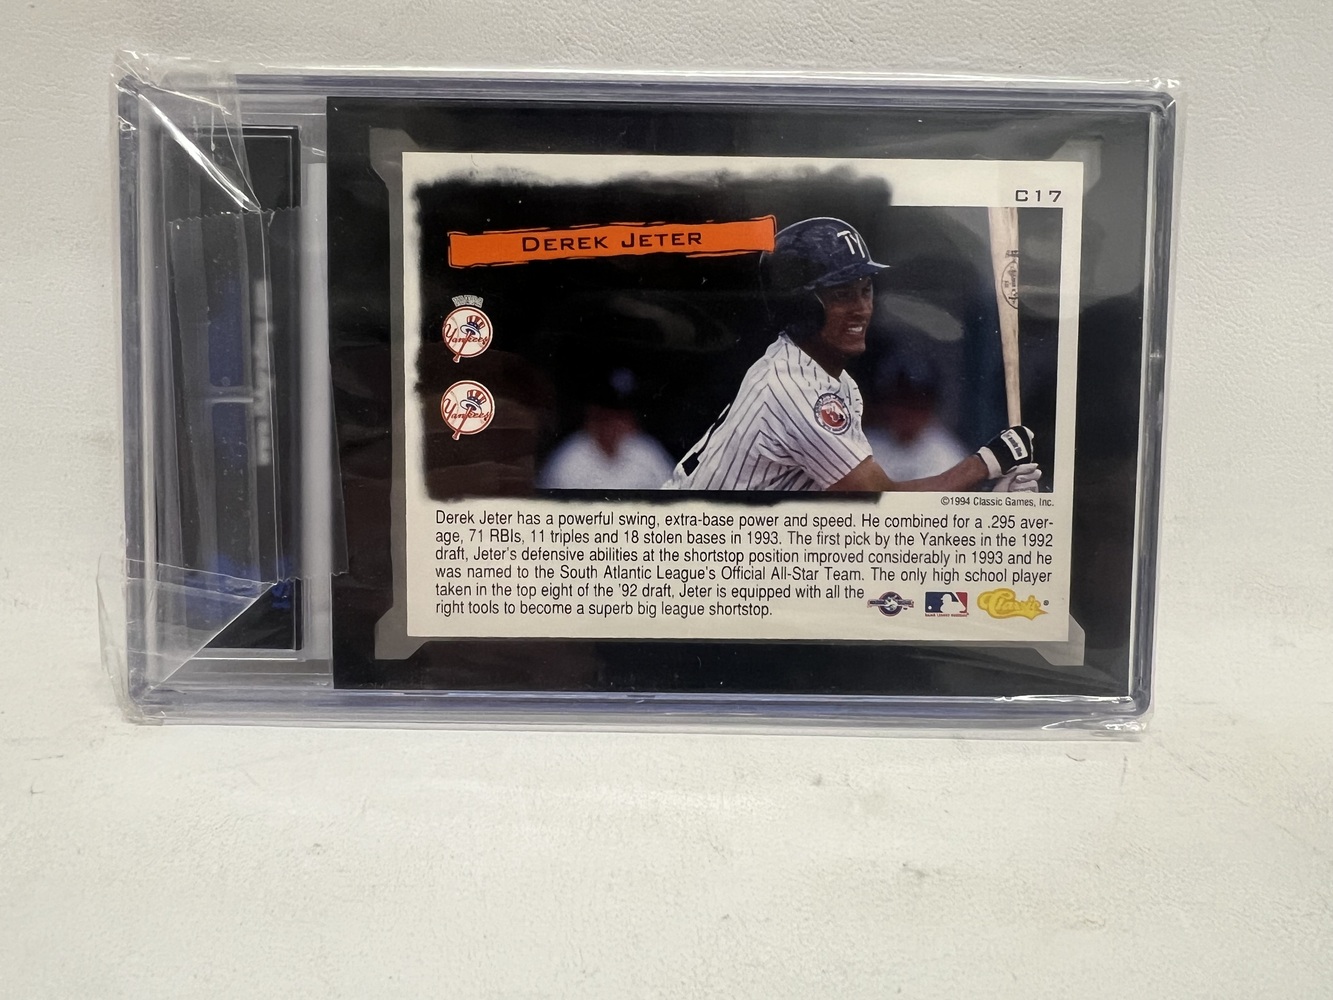 C17
DEREK JETER
TY
Yankees
Yankees
©1994 Classic Games, Inc.
Derek Jeter has a powerful swing, extra-base power and speed. He combined for a .295 aver-
age, 71 RBIs, 11 triples and 18 stolen bases in 1993. The first pick by the Yankees in the 1992
draft, Jeter's defensive abilities at the shortstop position improved considerably in 1993 and he
was named to the South Atlantic League's Official All-Star Team. The only high school player
taken in the top eight of the '92 draft, Jeter is equipped with all the
right tools to become a superb big league shortstop.
Classic